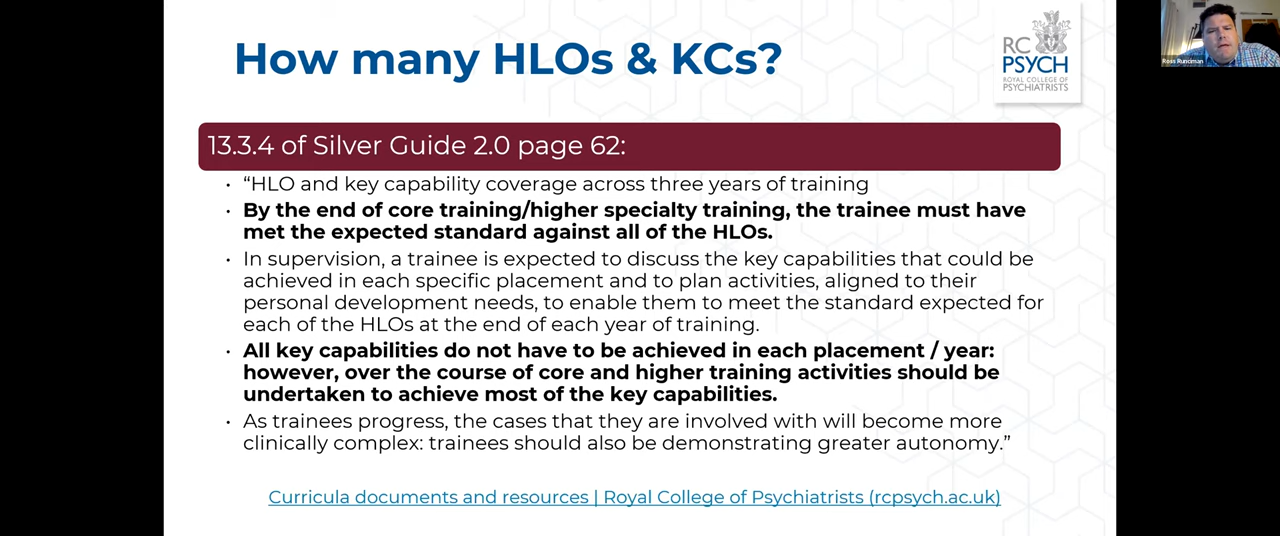 How many HLOs & KCs?
RC
PSYCH
ROYAL COLLEGE OF
PSYCHIATRISTS
Ross Runciman
13.3.4 of Silver Guide 2.0 page 62:
• “HLO and key capability coverage across three years of training
• By the end of core training/higher specialty training, the trainee must have
met the expected standard against all of the HLOs.
• In supervision, a trainee is expected to discuss the key capabilities that could be
achieved in each specific placement and to plan activities, aligned to their
personal development needs, to enable them to meet the standard expected for
each of the HLOs at the end of each year of training.
• All key capabilities do not have to be achieved in each placement / year:
however, over the course of core and higher training activities should be
undertaken to achieve most of the key capabilities.
• As trainees progress, the cases that they are involved with will become more
clinically complex: trainees should also be demonstrating greater autonomy.”
Curricula documents and resources | Royal College of Psychiatrists (rcpsych.ac.uk)